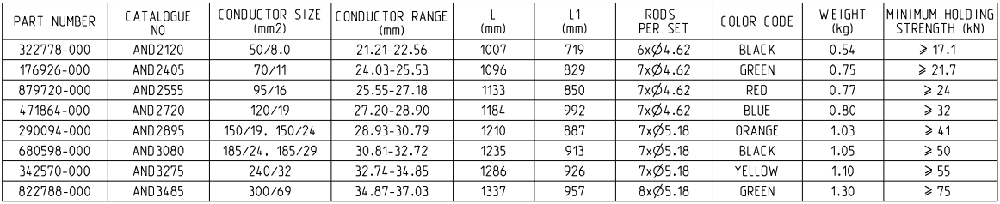 PART NUMBER CATALOGUE NO CONDUCTOR SIZE (mm2) CONDUCTOR RANGE (mm) L (mm) L1 (mm) RODS PER SET COLOR CODE WEIGHT (kg) MINIMUM HOLDING STRENGTH (kN)
322778-000 AND2120 50/8.0 21.21-22.56 1007 719 6xØ4.62 BLACK 0.54 ⩾ 17.1
176926-000 AND2405 70/11 24.03-25.53 1096 829 7xØ4.62 GREEN 0.75 ⩾ 21.7
879720-000 AND2555 95/16 25.55-27.18 1133 850 7xØ4.62 RED 0.77 ⩾ 24
471864-000 AND2720 120/19 27.20-28.90 1184 992 7xØ4.62 BLUE 0.80 ⩾ 32
290094-000 AND2895 150/19, 150/24 28.93-30.79 1210 887 7xØ5.18 ORANGE 1.03 ⩾ 41
680598-000 AND3080 185/24, 185/29 30.81-32.72 1235 913 7xØ5.18 BLACK 1.05 ⩾ 50
342570-000 AND3275 240/32 32.74-34.85 1286 926 7xØ5.18 YELLOW 1.10 ⩾ 55
822788-000 AND3485 300/69 34.87-37.03 1337 957 8xØ5.18 GREEN 1.30 ⩾ 75